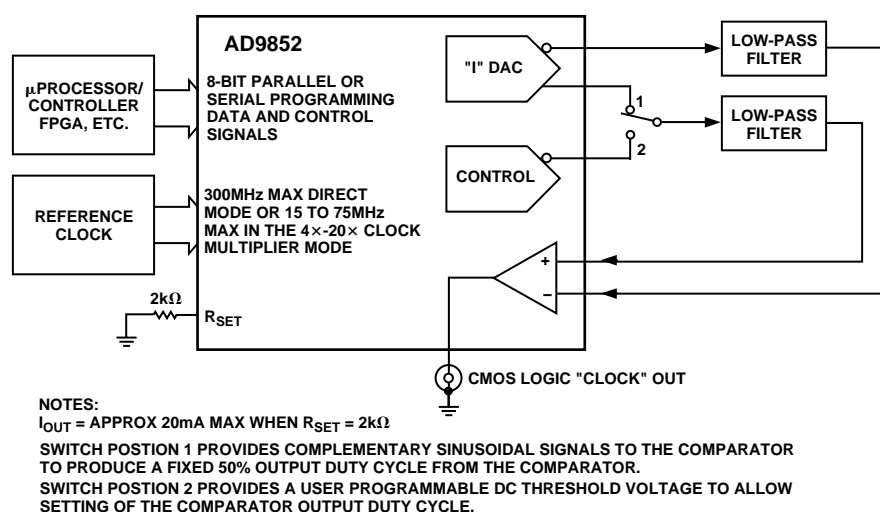 AD9852
µPROCESSOR/
CONTROLLER
FPGA, ETC.
8-BIT PARALLEL OR
SERIAL PROGRAMMING
DATA AND CONTROL
SIGNALS
REFERENCE
CLOCK
300MHz MAX DIRECT
MODE OR 15 TO 75MHz
MAX IN THE 4×-20× CLOCK
MULTIPLIER MODE
2kΩ
RSET
"I" DAC
CONTROL
1
2
LOW-PASS
FILTER
LOW-PASS
FILTER
+
–
CMOS LOGIC "CLOCK" OUT
NOTES:
IOUT = APPROX 20mA MAX WHEN RSET = 2kΩ
SWITCH POSTION 1 PROVIDES COMPLEMENTARY SINUSOIDAL SIGNALS TO THE COMPARATOR
TO PRODUCE A FIXED 50% OUTPUT DUTY CYCLE FROM THE COMPARATOR.
SWITCH POSTION 2 PROVIDES A USER PROGRAMMABLE DC THRESHOLD VOLTAGE TO ALLOW
SETTING OF THE COMPARATOR OUTPUT DUTY CYCLE.